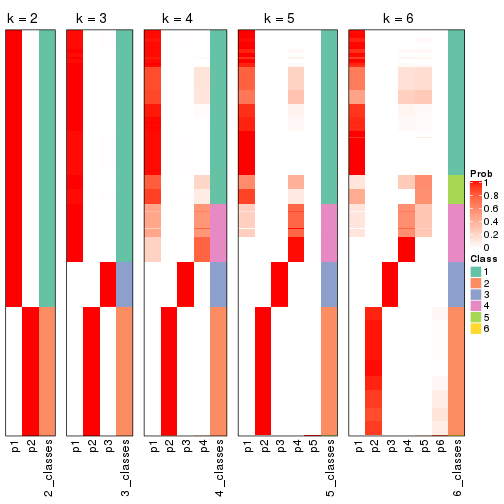 k = 2
k = 3
k = 4
k = 5
k = 6
Prob
1
0.8
0.6
0.4
0.2
0
Class
1
2
3
4
5
6
p1
p2
2_classes
p1
p2
p3
3_classes
p1
p2
p3
p4
4_classes
p1
p2
p3
p4
p5
5_classes
p1
p2
p3
p4
p5
p6
6_classes